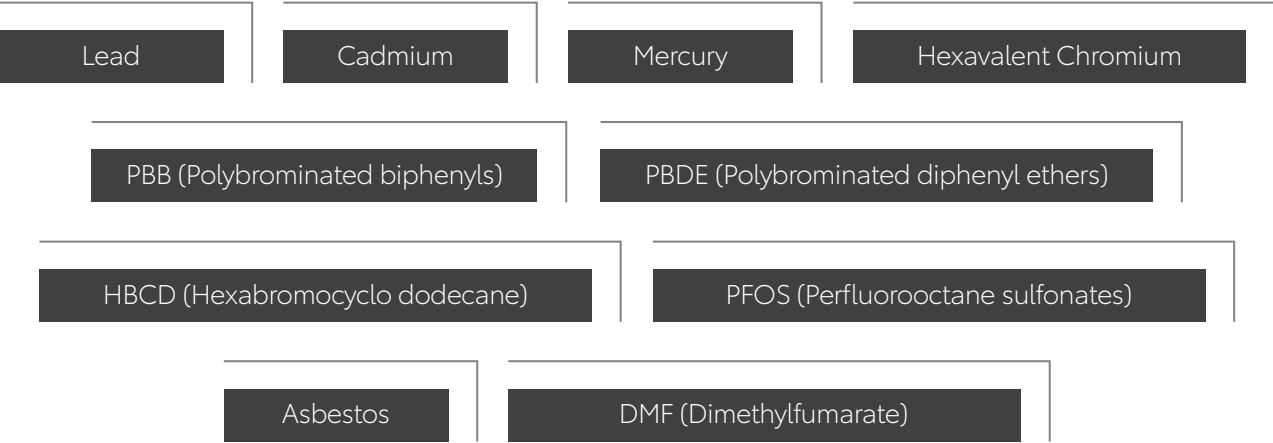 Lead
Cadmium
Mercury
Hexavalent Chromium
PBB (Polybrominated biphenyls)
PBDE (Polybrominated diphenyl ethers)
HBCD (Hexabromocyclo dodecane)
PFOS (Perfluorooctane sulfonates)
Asbestos
DMF (Dimethylfumarate)